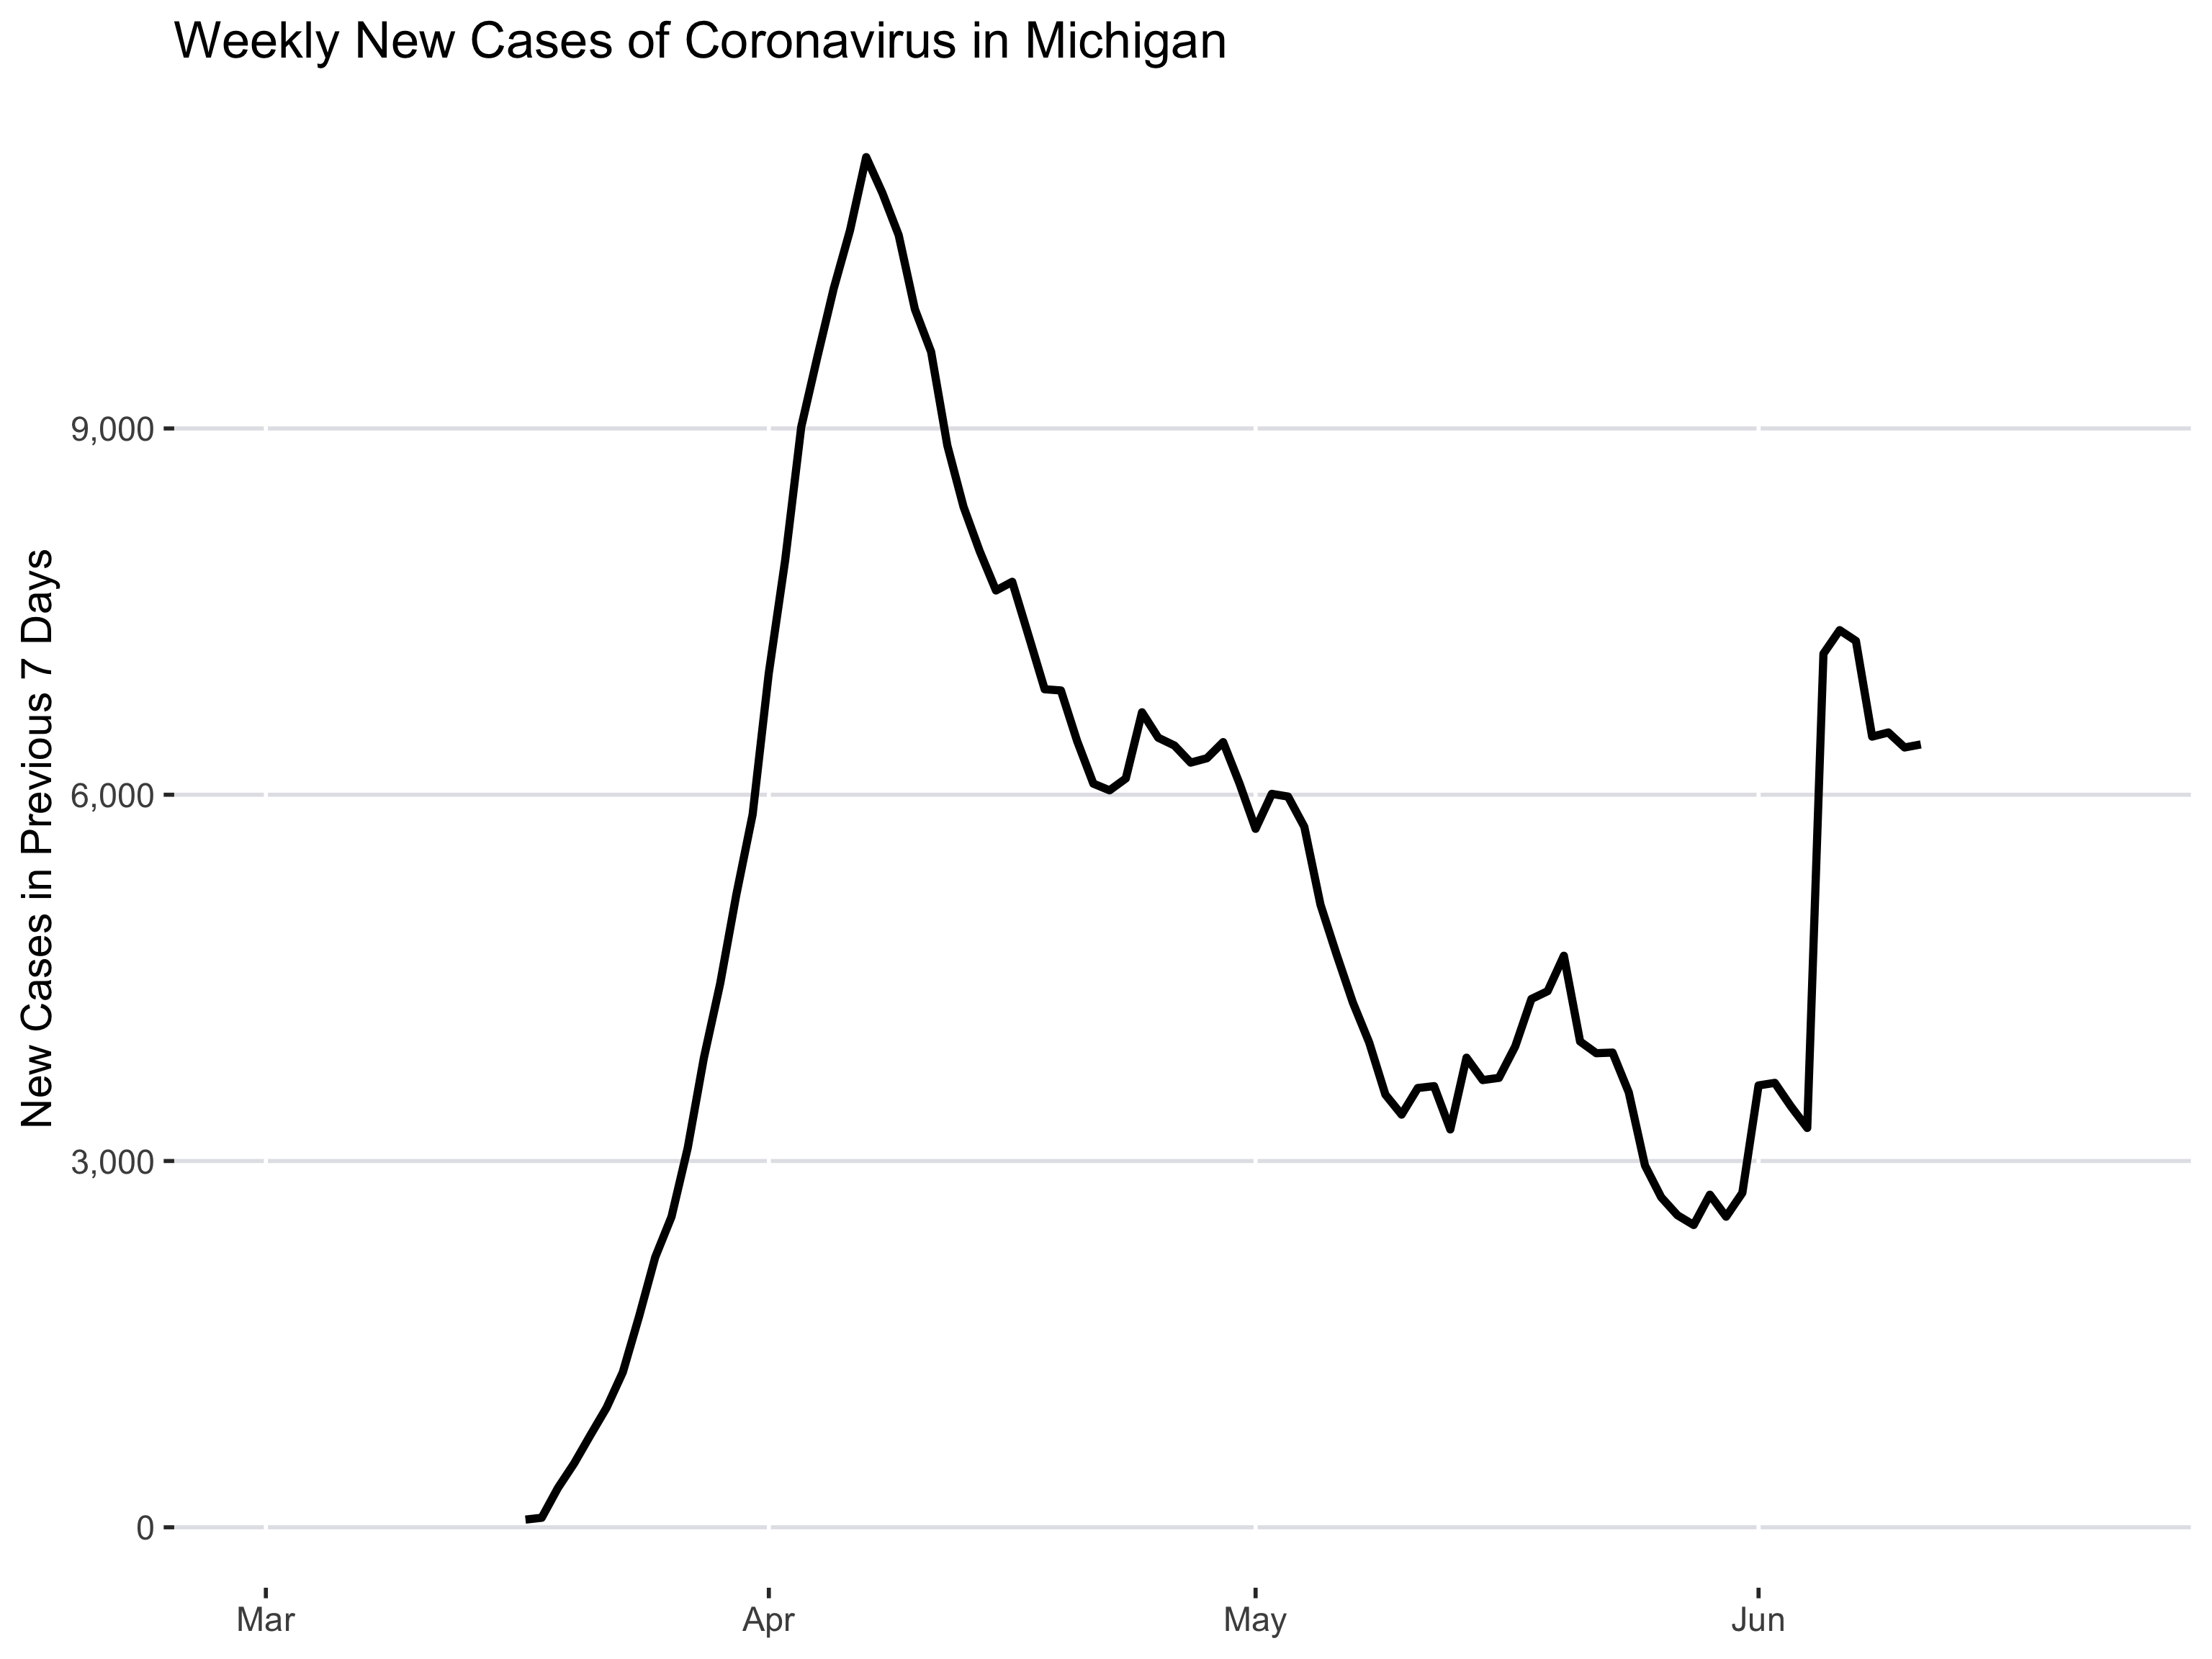 Weekly New Cases of Coronavirus in Michigan
New Cases in Previous 7 Days
9,000
6,000
3,000
0
Mar
Apr
May
Jun